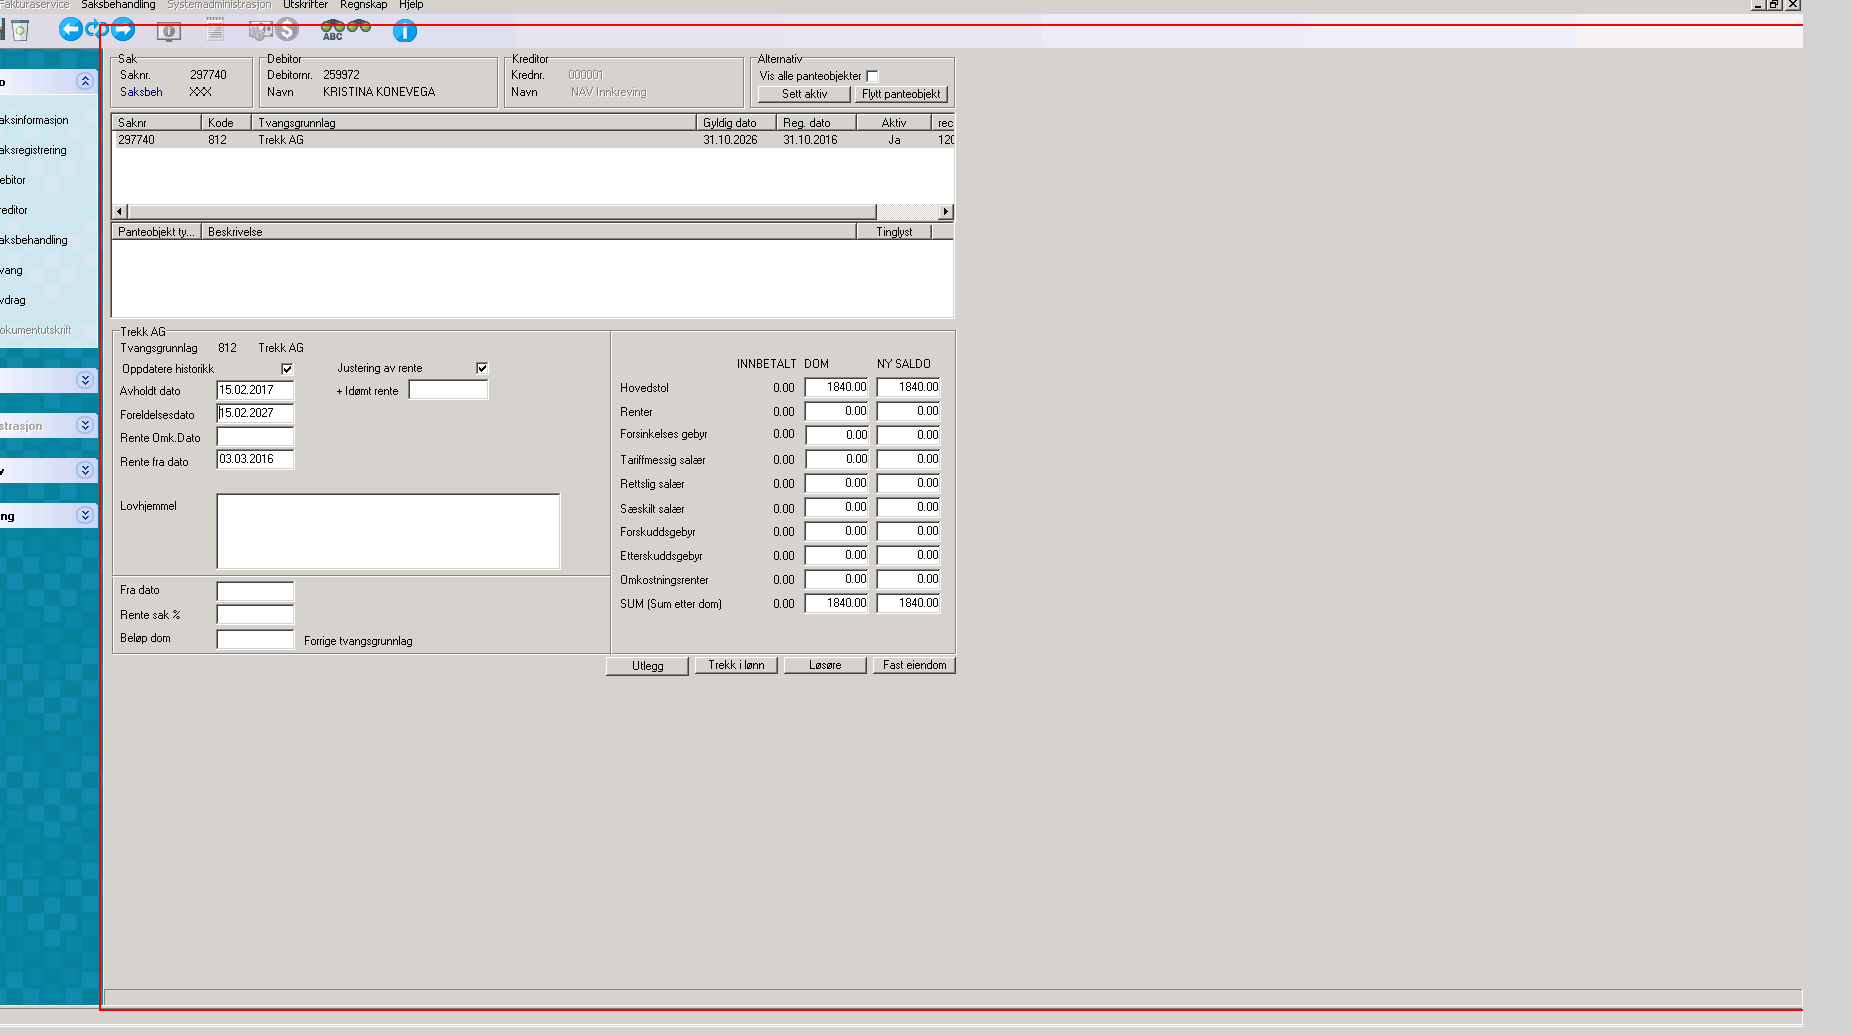 Fakturaservice Saksbehandling Systemadministrasjon Utskrifter Regnskap Hjelp
ABC
Sak Debitor Kreditor Alternativ
Saknr. 297740 Debitornr. 259972 Krednr. 000001 Vis alle panteobjekter
Saksbeh XXX Navn KRISTINA KONEVEGA Navn NAV Innkreving Sett aktiv Flytt panteobjekt
Saknr Kode Tvangsgrunnlag Gyldig dato Reg. dato Aktiv rec
297740 812 Trekk AG 31.10.2026 31.10.2016 Ja 120
Panteobjekt ty... Beskrivelse Tinglyst
o
aksinformasjon
aksregistrering
ebitor
reditor
aksbehandling
vang
vdrag
okumentutskrift
strasjon
v
ng
Trekk AG
Tvangsgrunnlag 812 Trekk AG
Oppdatere historikk Justering av rente
Avholdt dato 15.02.2017 + Idømt rente
Foreldelsesdato 15.02.2027
Rente Omk.Dato
Rente fra dato 03.03.2016
Lovhjemmel
Fra dato
Rente sak %
Beløp dom Forrige tvangsgrunnlag
INNBETALT DOM NY SALDO
Hovedstol 0.00 1840.00 1840.00
Renter 0.00 0.00 0.00
Forsinkelses gebyr 0.00 0.00 0.00
Tariffmessig salær 0.00 0.00 0.00
Rettslig salær 0.00 0.00 0.00
Sæskilt salær 0.00 0.00 0.00
Forskuddsgebyr 0.00 0.00 0.00
Etterskuddsgebyr 0.00 0.00 0.00
Omkostningsrenter 0.00 0.00 0.00
SUM (Sum etter dom) 0.00 1840.00 1840.00
Utlegg Trekk i lønn Løsøre Fast eiendom